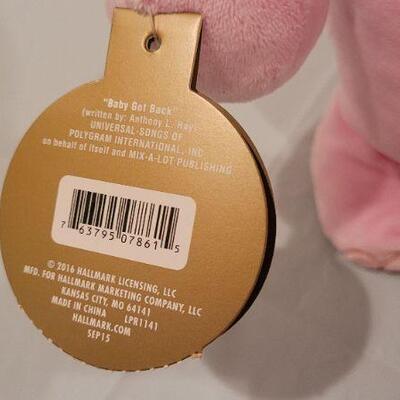 "Baby Got Back"
(written by: Anthony L. Ray)
UNIVERSAL-SONGS OF
POLYGRAM INTERNATIONAL, INC
on behalf of itself and MIX-A-LOT PUBLISHING
7 63795 07861 5
© 2016 HALLMARK LICENSING, LLC
MFD. FOR HALLMARK MARKETING COMPANY, LLC
KANSAS CITY, MO 64141
MADE IN CHINA LPR1141
HALLMARK.COM
SEP15